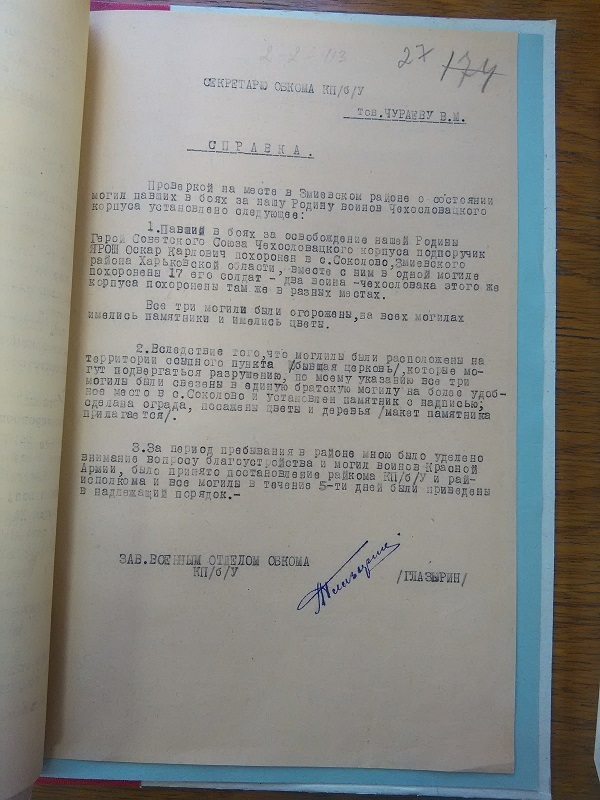 2-2-113
27
174
СЕКРЕТАРЮ ОБКОМА КП/б/У
тов.ЧУРАЕВУ В.М.
СПРАВКА.
Проверкой на месте в Змиевском районе о состоянии
могил павших в боях за нашу Родину воинов Чехословацкого
корпуса установлено следующее:
1.Павший в боях за освобождение нашей Родины
Герой Советского Союза Чехословацкого корпуса подпоручик
ЯРОШ Оскар Карлович похоронен в с.Соколово,Змиевского
района Харьковской области, вместе с ним в одной могиле
похоронены 17 его солдат - два воина -чехословака этого же
корпуса похоронены там же в разных местах.
Все три могили были огорожены,на всех могилах
имелись памятники и имелись цветы.
2.Вследствие того,что моглилы были расположены на
территории ссыпного пункта /бывшая церковь/,которые мо-
гут подвергаться разрушению, по моему указанию все три
могилы были свезены в единую братскую могилу на более удоб-
ное место в с.Соколово и установлен памятник с надписью;
сделана ограда, посажены цветы и деревья /макет памятника
прилагается/.
3.За период пребывания в районе мною было уделено
внимание вопросу благоустройства и могил воинов Красной
Армии, было принято постановление райкома КП/б/У и рай-
исполкома и все могилы в течение 5-ти дней были приведены
в надлежащий порядок.-
ЗАВ.ВОЕННЫМ ОТДЕЛОМ ОБКОМА
КП/б/У
/ГЛАЗЫРИН/